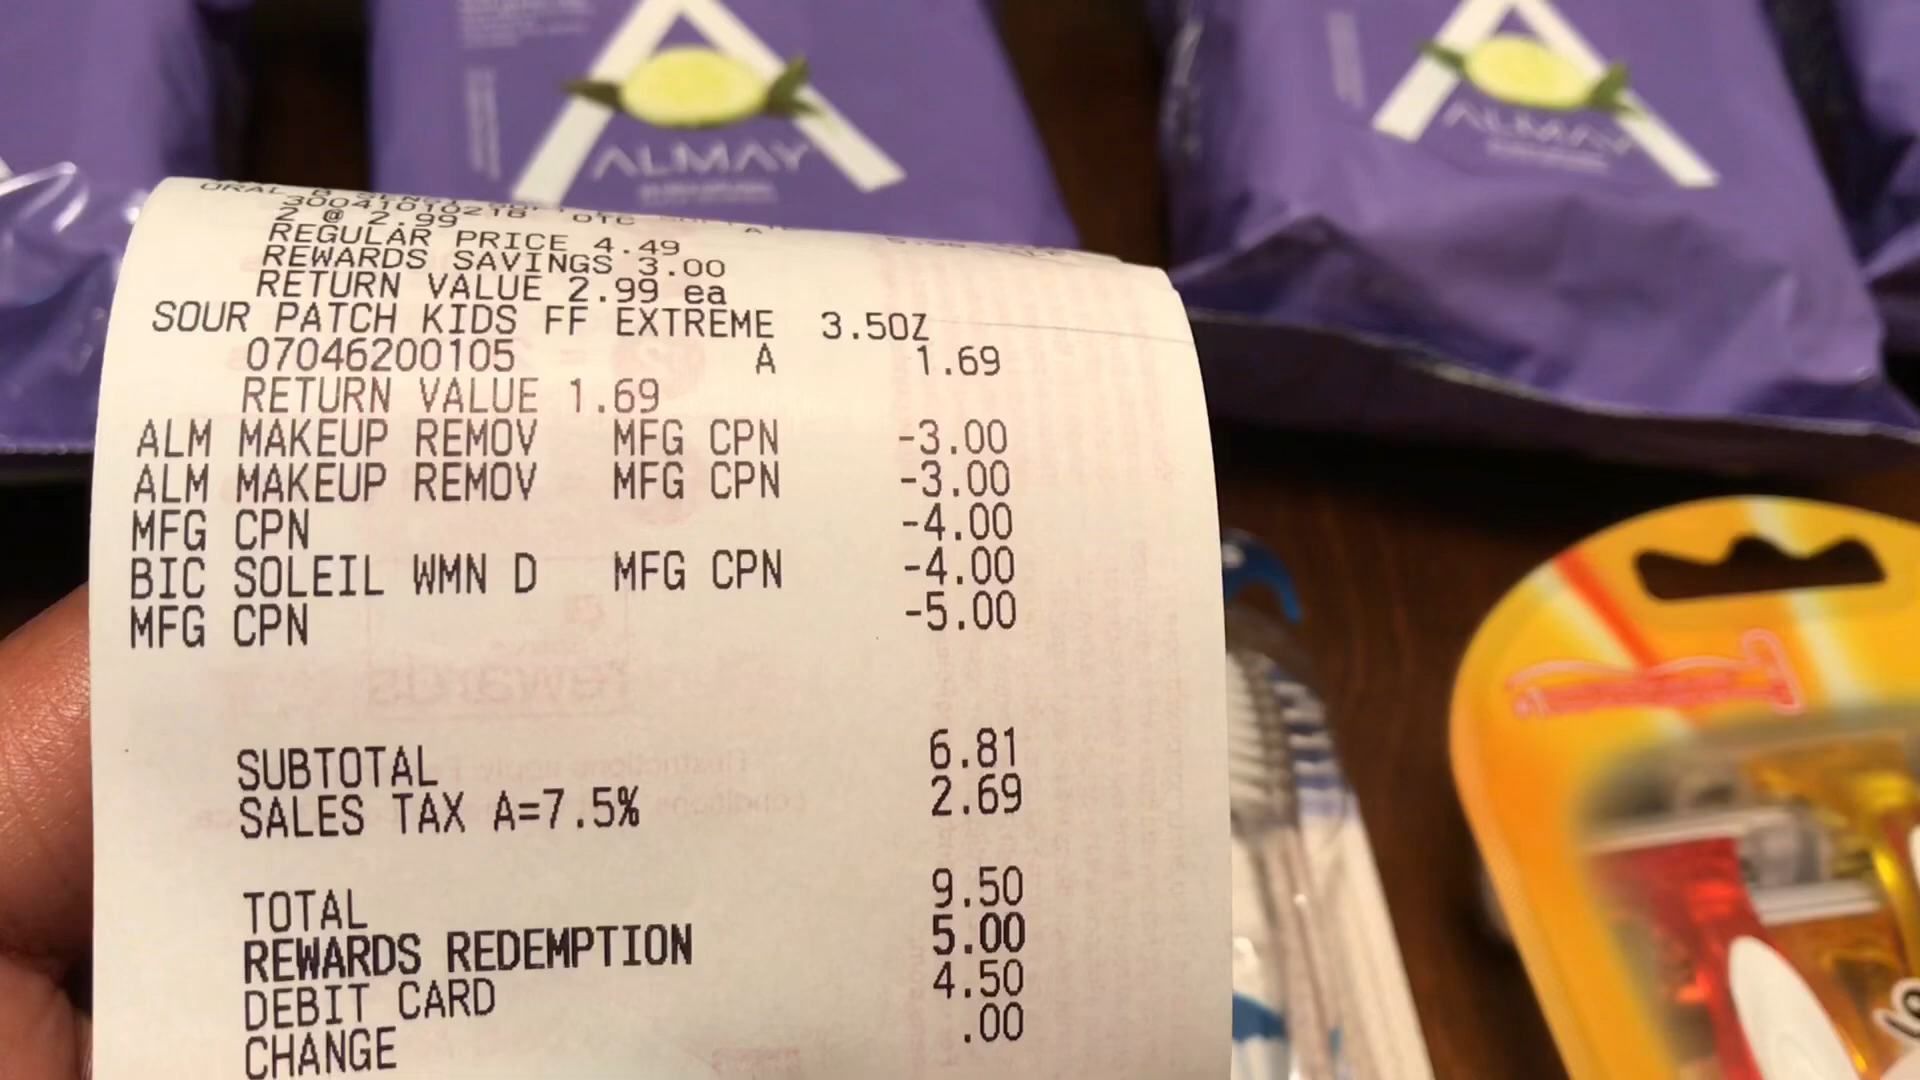 ALMAY
ALMAY
ORAL B
30041010218 OTC
2 @ 2.99 A
REGULAR PRICE 4.49
REWARDS SAVINGS 3.00
RETURN VALUE 2.99 ea
SOUR PATCH KIDS FF EXTREME 3.5OZ
07046200105 A 1.69
RETURN VALUE 1.69
ALM MAKEUP REMOV MFG CPN -3.00
ALM MAKEUP REMOV MFG CPN -3.00
MFG CPN -4.00
BIC SOLEIL WMN D MFG CPN -4.00
MFG CPN -5.00
SUBTOTAL 6.81
SALES TAX A=7.5% 2.69
TOTAL 9.50
REWARDS REDEMPTION 5.00
DEBIT CARD 4.50
CHANGE .00